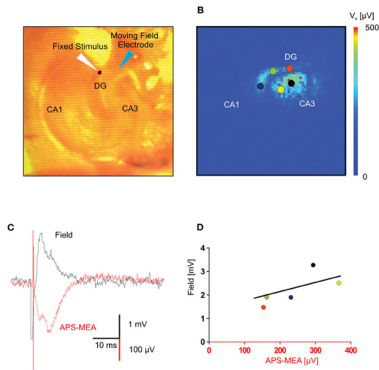 A
Fixed Stimulus
Moving Field
Electrode
DG
CA1
CA3
B
Ve [µV]
500
DG
CA1
CA3
0
C
Field
APS-MEA
1 mV
10 ms
100 µV
D
Field [mV]
4
3
2
1
0
0
100
200
300
400
APS-MEA [µV]